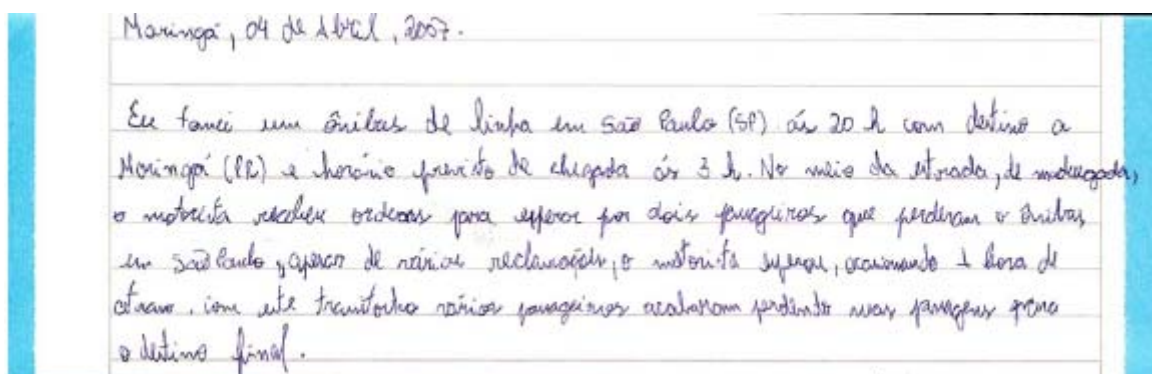 Maringá, 04 de Abril, 2007.
Eu tomei um ônibus de linha em São Paulo (SP) ás 20 h com destino a
Maringá (PR) e horário previsto de chegada ás 3 h. No meio da estrada, de madrugada,
o motorista recebeu ordens para esperar por dois passageiros que perderam o ônibus
em São Paulo, apesar de várias reclamações, o motorista esperou, ocasionando 1 hora de
atraso, com este transtorno vários passageiros acabaram perdendo suas passagens para
o destino final.